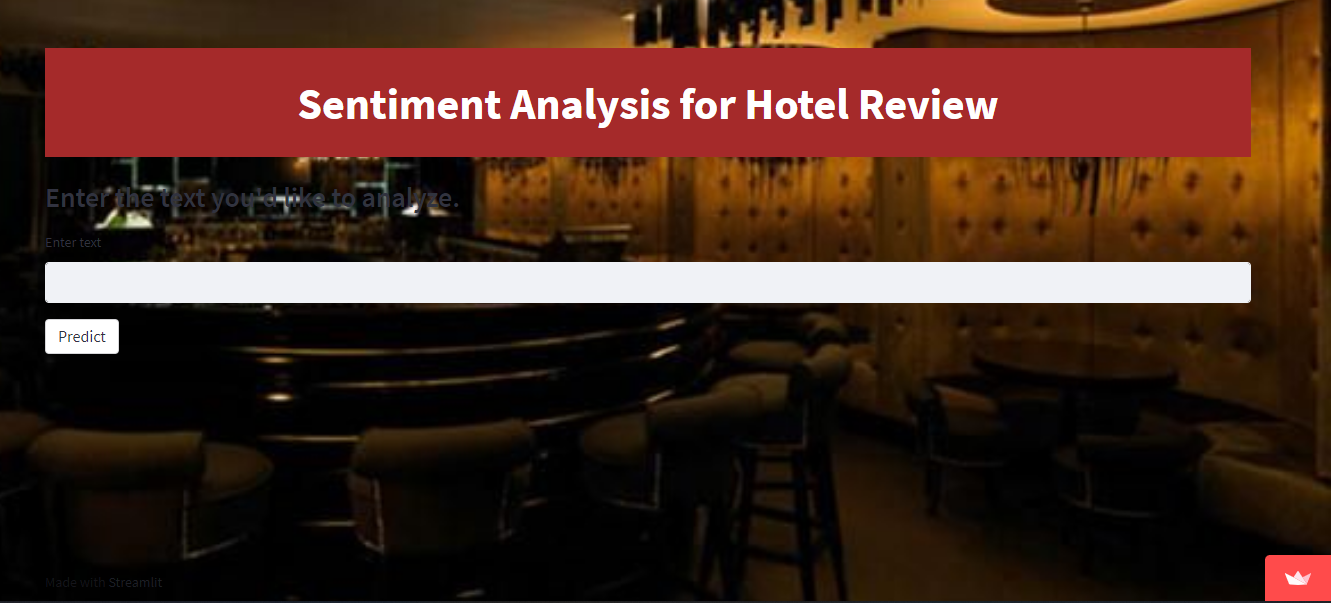 Sentiment Analysis for Hotel Review
Enter the text you'd like to analyze.
Enter text
Predict
Made with Streamlit